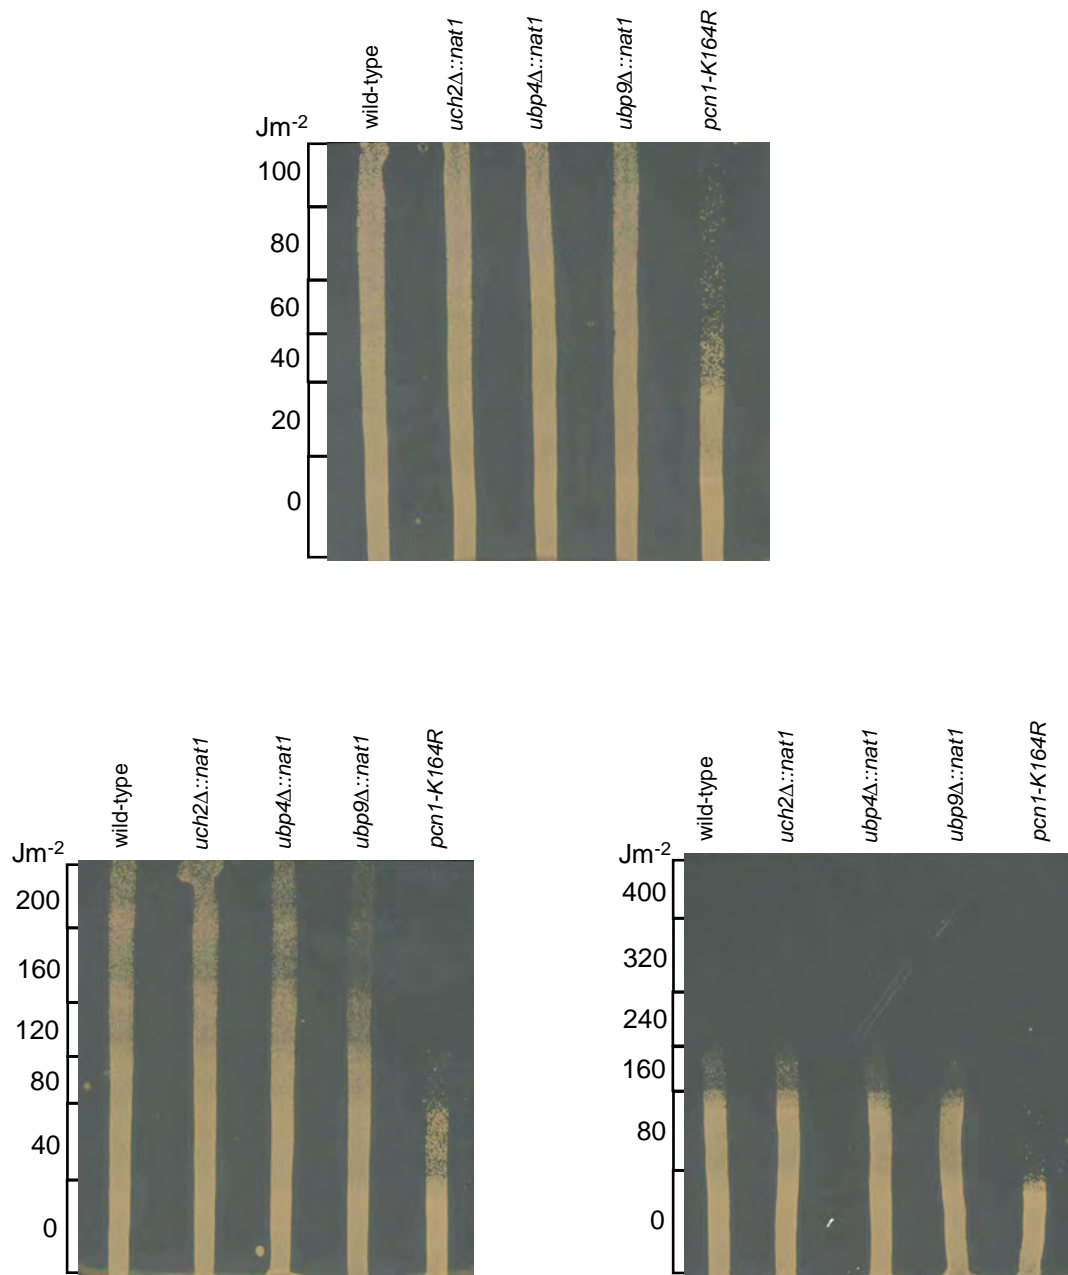 wild-type
uch2Δ::nat1
ubp4Δ::nat1
ubp9Δ::nat1
pcn1-K164R
Jm-2
100
80
60
40
20
0
wild-type
uch2Δ::nat1
ubp4Δ::nat1
ubp9Δ::nat1
pcn1-K164R
Jm-2
200
160
120
80
40
0
wild-type
uch2Δ::nat1
ubp4Δ::nat1
ubp9Δ::nat1
pcn1-K164R
Jm-2
400
320
240
160
80
0